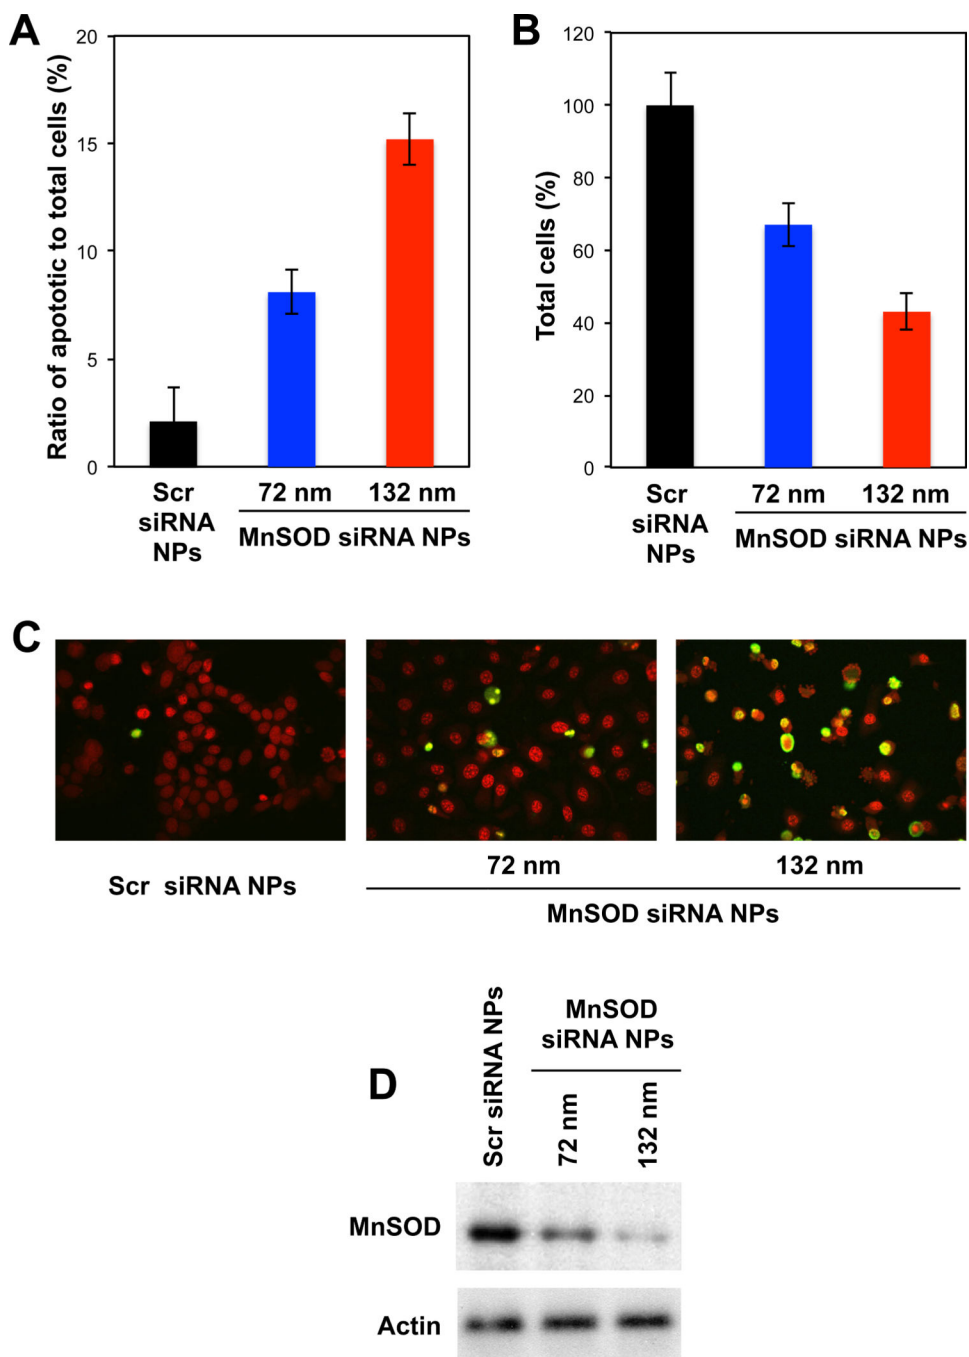 A
Ratio of apoptotic to total cells (%)
20
15
10
5
0
Scr
siRNA
NPs
72 nm
132 nm
MnSOD siRNA NPs
B
Total cells (%)
120
100
80
60
40
20
0
Scr
siRNA
NPs
72 nm
132 nm
MnSOD siRNA NPs
C
Scr siRNA NPs
72 nm
132 nm
MnSOD siRNA NPs
D
Scr siRNA NPs
MnSOD
siRNA NPs
72 nm
132 nm
MnSOD
Actin